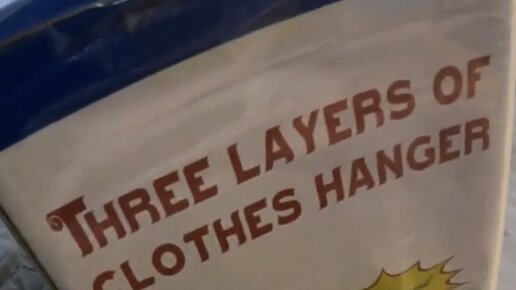 THREE LAYERS OF
CLOTHES HANGER